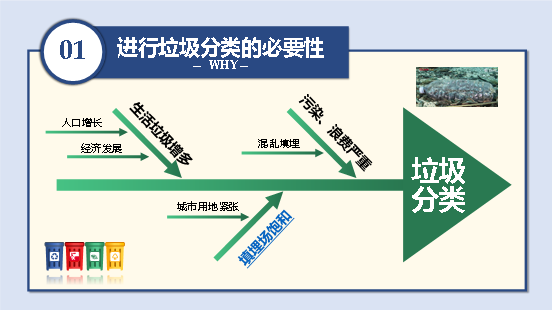 01
进行垃圾分类的必要性
— WHY —
人口增长
经济发展
生活垃圾增多
混乱填埋
污染、浪费严重
城市用地紧张
填埋场饱和
垃圾
分类